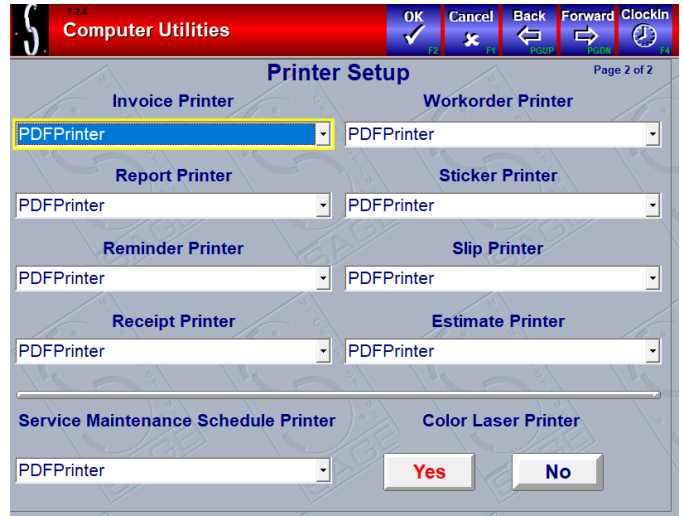 7.2.4
Computer Utilities
OK
F2
Cancel
F1
Back
PGUP
Forward
PGDN
ClockIn
F4
Printer Setup
Page 2 of 2
Invoice Printer
Workorder Printer
PDFPrinter
PDFPrinter
Report Printer
Sticker Printer
PDFPrinter
PDFPrinter
Reminder Printer
Slip Printer
PDFPrinter
PDFPrinter
Receipt Printer
Estimate Printer
PDFPrinter
PDFPrinter
Service Maintenance Schedule Printer
Color Laser Printer
PDFPrinter
Yes
No
SAGE